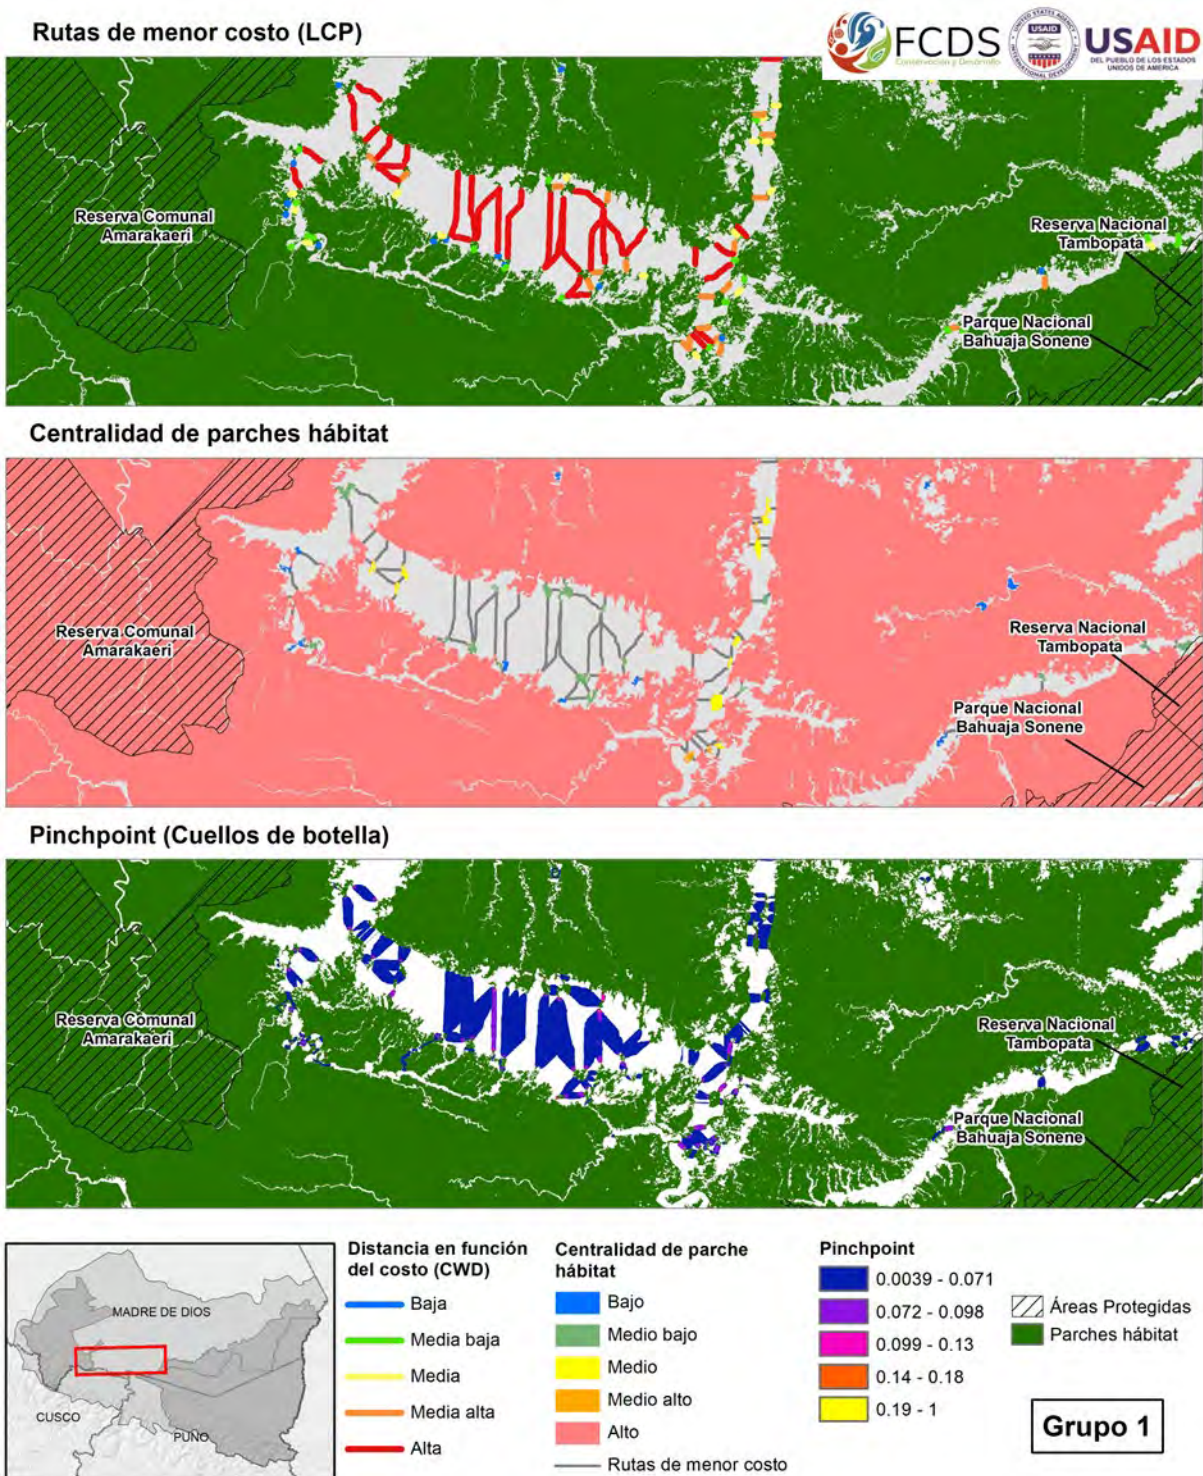 Rutas de menor costo (LCP)
FCDS
Conservación y Desarrollo
UNITED STATES AGENCY
USAID
INTERNATIONAL DEVELOPMENT
USAID
DEL PUEBLO DE LOS ESTADOS
UNIDOS DE AMERICA
Reserva Comunal
Amarakaeri
Reserva Nacional
Tambopata
Parque Nacional
Bahuaja Sonene
Centralidad de parches hábitat
Reserva Comunal
Amarakaeri
Reserva Nacional
Tambopata
Parque Nacional
Bahuaja Sonene
Pinchpoint (Cuellos de botella)
Reserva Comunal
Amarakaeri
Reserva Nacional
Tambopata
Parque Nacional
Bahuaja Sonene
MADRE DE DIOS
CUSCO
PUNO
Distancia en función
del costo (CWD)
Baja
Media baja
Media
Media alta
Alta
Centralidad de parche
hábitat
Bajo
Medio bajo
Medio
Medio alto
Alto
Rutas de menor costo
Pinchpoint
0.0039 - 0.071
0.072 - 0.098
0.099 - 0.13
0.14 - 0.18
0.19 - 1
Áreas Protegidas
Parches hábitat
Grupo 1